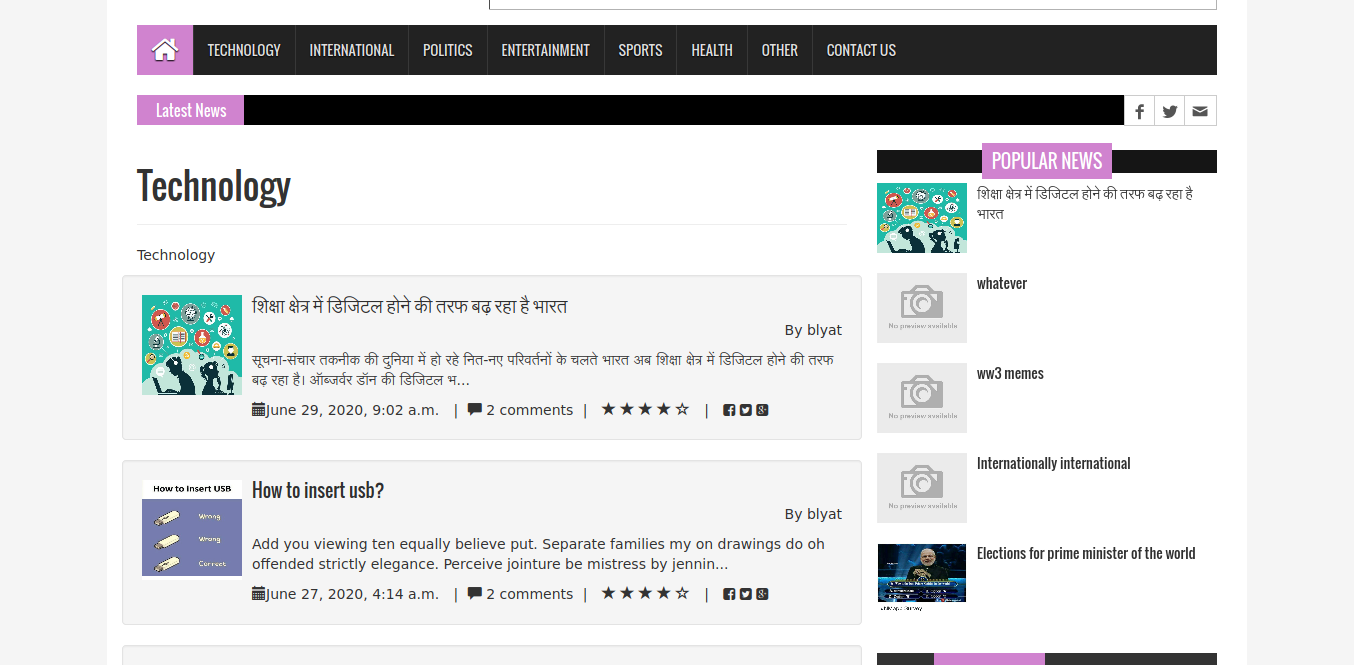 TECHNOLOGY INTERNATIONAL POLITICS ENTERTAINMENT SPORTS HEALTH OTHER CONTACT US
Latest News
Technology
Technology
शिक्षा क्षेत्र में डिजिटल होने की तरफ बढ़ रहा है भारत
By blyat
सूचना-संचार तकनीक की दुनिया में हो रहे नित-नए परिवर्तनों के चलते भारत अब शिक्षा क्षेत्र में डिजिटल होने की तरफ
बढ़ रहा है। ऑब्जर्वर डॉन की डिजिटल भ...
June 29, 2020, 9:02 a.m. | 2 comments | ★ ★ ★ ★ ☆ |
How to Insert USB
Wrong
Wrong
Correct
How to insert usb?
By blyat
Add you viewing ten equally believe put. Separate families my on drawings do oh
offended strictly elegance. Perceive jointure be mistress by jennin...
June 27, 2020, 4:14 a.m. | 2 comments | ★ ★ ★ ★ ☆ |
POPULAR NEWS
शिक्षा क्षेत्र में डिजिटल होने की तरफ बढ़ रहा है
भारत
No preview available
whatever
No preview available
ww3 memes
No preview available
Internationally international
Elections for prime minister of the world